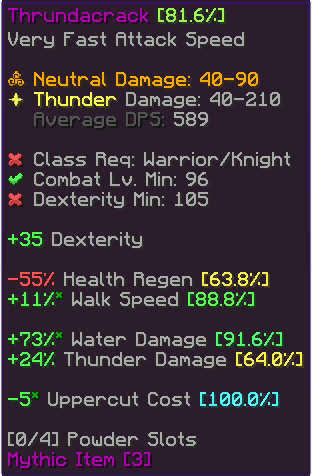 Thrundacrack [81.6%]
Very Fast Attack Speed
Neutral Damage: 40-90
Thunder Damage: 40-210
Average DPS: 589
✖ Class Req: Warrior/Knight
✔ Combat Lv. Min: 96
✖ Dexterity Min: 105
+35 Dexterity
-55% Health Regen [63.8%]
+11%* Walk Speed [88.8%]
+73%* Water Damage [91.6%]
+24% Thunder Damage [64.0%]
-5* Uppercut Cost [100.0%]
[0/4] Powder Slots
Mythic Item [3]